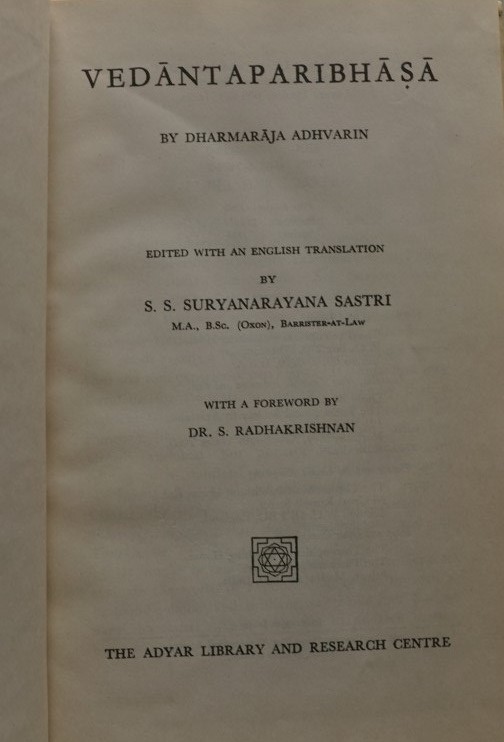 VEDĀNTAPARIBHĀṢĀ
BY DHARMARĀJA ADHVARIN
EDITED WITH AN ENGLISH TRANSLATION
BY
S. S. SURYANARAYANA SASTRI
M.A., B.Sc. (Oxon), Barrister-at-Law
WITH A FOREWORD BY
DR. S. RADHAKRISHNAN
THE ADYAR LIBRARY AND RESEARCH CENTRE